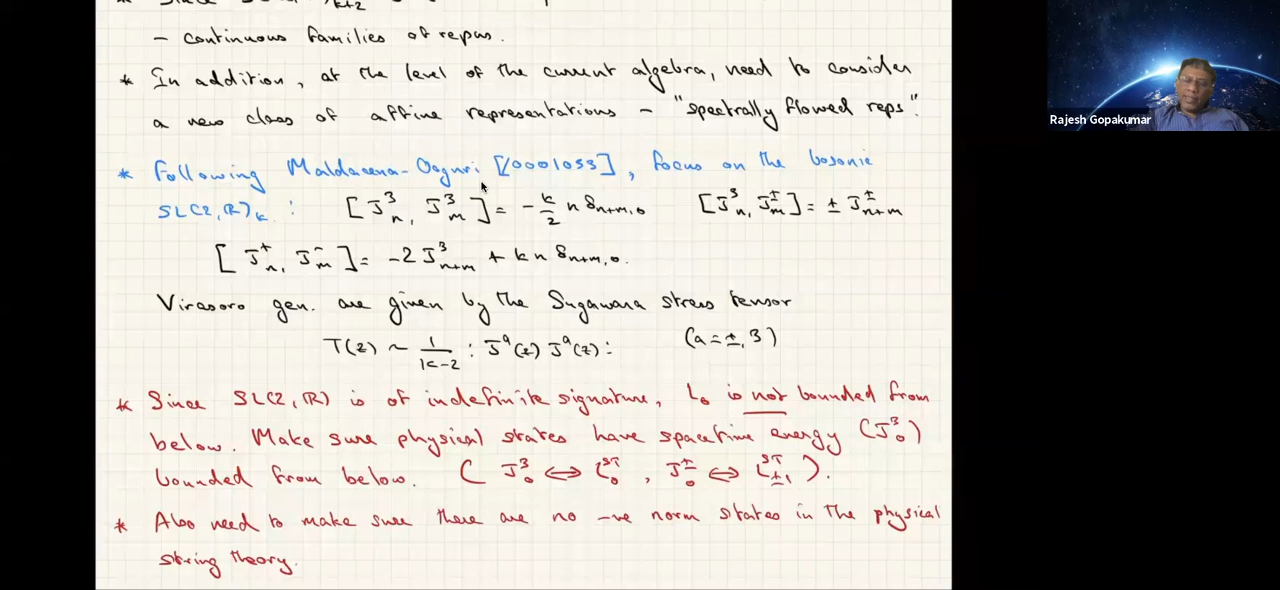 k+2
- continuous families of repns.
* In addition, at the level of the current algebra, need to consider
a new class of affine representations - "spectrally flowed reps".
* Following Maldacena-Ooguri [0001053], focus on the bosonic
SL(2,R)ₖ : [J³ₙ, J³ₘ] = -k/2 n δₙ₊ₘ,₀ [J³ₙ, J±ₘ] = ± J±ₙ₊ₘ
[J⁺ₙ, J⁻ₘ] = -2 J³ₙ₊ₘ + k n δₙ₊ₘ,₀.
Virasoro gen. are given by the Sugawara stress tensor
T(z) ~ 1/(k-2) : Jᵃ(z) Jᵃ(z) : (a = ±, 3)
* Since SL(2,R) is of indefinite signature, L₀ is not bounded from
below. Make sure physical states have spacetime energy (J³₀)
bounded from below. ( J³₀ ⟺ L₀^ST , J±₀ ⟺ L±₁^ST ).
* Also need to make sure there are no -ve norm states in the physical
string theory.
Rajesh Gopakumar